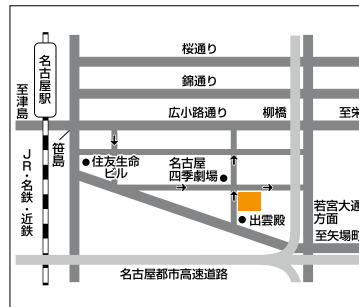 桜通り
名古屋駅
錦通り
至津島
広小路通り
柳橋
至栄
笹島
住友生命
ビル
名古屋
四季劇場
JR・名鉄・近鉄
出雲殿
若宮大通
方面
至矢場町
名古屋都市高速道路